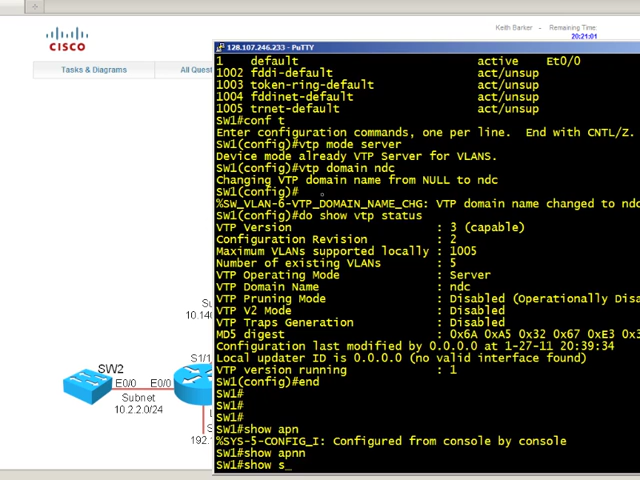 Keith Barker - Remaining Time:
20:21:01
CISCO
Tasks & Diagrams
All Ques
128.107.246.233 - PuTTY
1    default                          active    Et0/0
1002 fddi-default                     act/unsup
1003 token-ring-default               act/unsup
1004 fddinet-default                  act/unsup
1005 trnet-default                    act/unsup
SW1#conf t
Enter configuration commands, one per line.  End with CNTL/Z.
SW1(config)#vtp mode server
Device mode already VTP Server for VLANS.
SW1(config)#vtp domain ndc
Changing VTP domain name from NULL to ndc
SW1(config)#
%SW_VLAN-6-VTP_DOMAIN_NAME_CHG: VTP domain name changed to ndc
SW1(config)#do show vtp status
VTP Version                     : 3 (capable)
Configuration Revision          : 2
Maximum VLANs supported locally : 1005
Number of existing VLANs        : 5
VTP Operating Mode              : Server
VTP Domain Name                 : ndc
VTP Pruning Mode                : Disabled (Operationally Disa
VTP V2 Mode                     : Disabled
VTP Traps Generation            : Disabled
MD5 digest                      : 0x6A 0xA5 0x32 0x67 0xE3 0x3
Configuration last modified by 0.0.0.0 at 1-27-11 20:39:34
Local updater ID is 0.0.0.0 (no valid interface found)
VTP version running             : 1
SW1(config)#end
SW1#
SW1#
SW1#
SW1#show apn
%SYS-5-CONFIG_I: Configured from console by console
SW1#show apnn
SW1#show s_
Su
10.140
S1/1
SW2
E0/0
E0/0
Subnet
10.2.2.0/24
192.